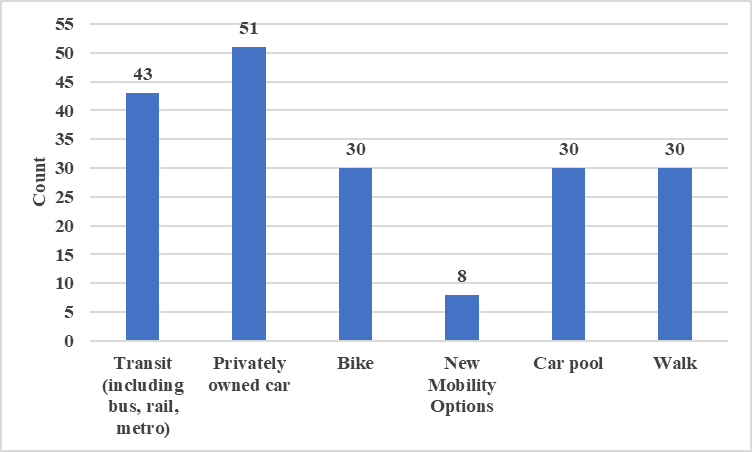 55
50
45
40
35
30
25
20
15
10
5
0
Count
43
51
30
8
30
30
Transit
(including
bus, rail,
metro)
Privately
owned car
Bike
New
Mobility
Options
Car pool
Walk